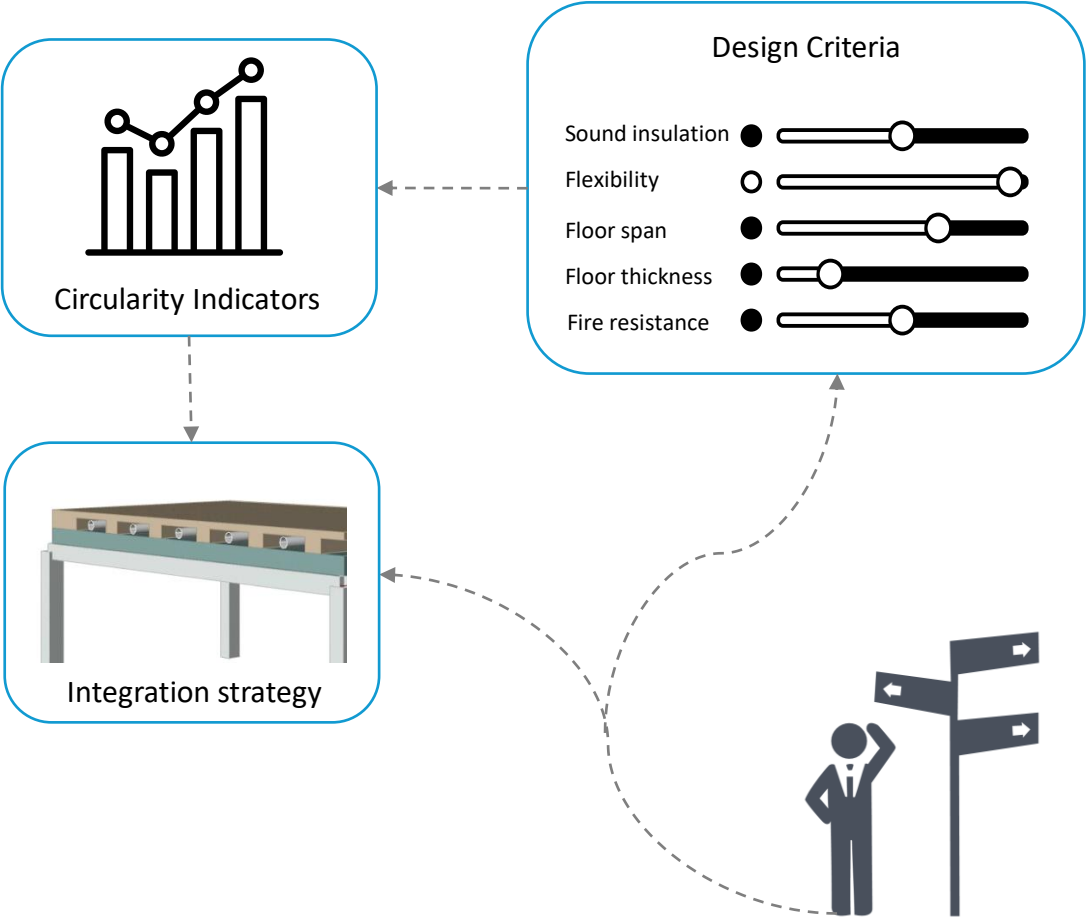 Design Criteria
Sound insulation
Flexibility
Floor span
Floor thickness
Fire resistance
Circularity Indicators
Integration strategy